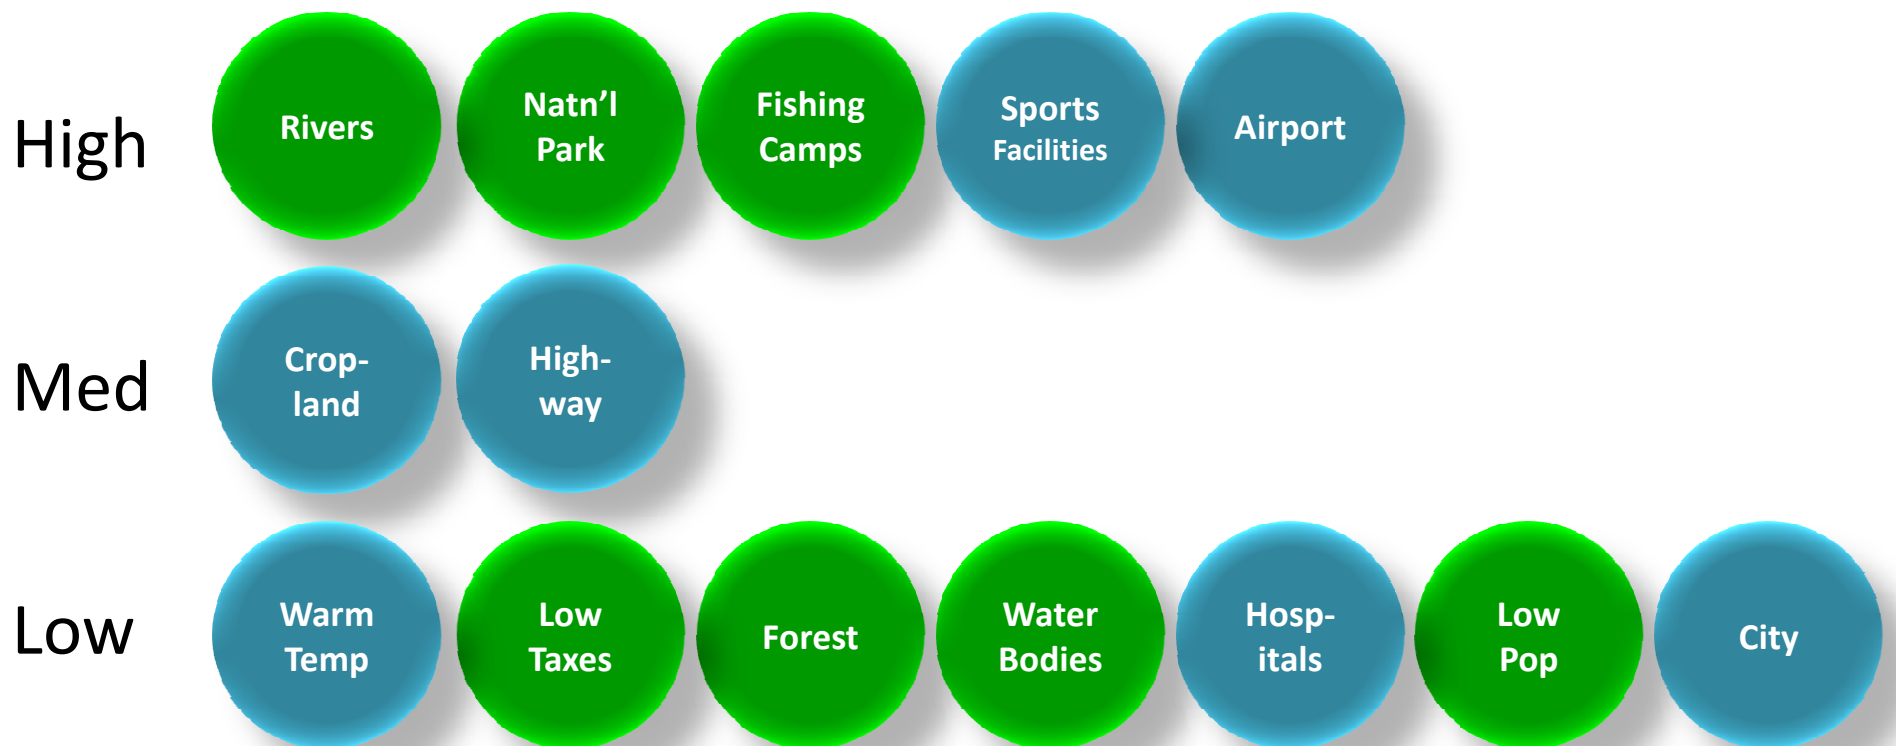 High
Rivers
Natn’l
Park
Fishing
Camps
Sports
Facilities
Airport
Med
Crop-
land
High-
way
Low
Warm
Temp
Low
Taxes
Forest
Water
Bodies
Hosp-
itals
Low
Pop
City